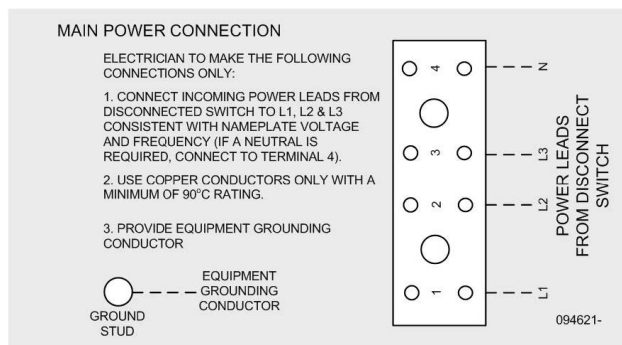 MAIN POWER CONNECTION
ELECTRICIAN TO MAKE THE FOLLOWING
CONNECTIONS ONLY:
1. CONNECT INCOMING POWER LEADS FROM
DISCONNECTED SWITCH TO L1, L2 & L3
CONSISTENT WITH NAMEPLATE VOLTAGE
AND FREQUENCY (IF A NEUTRAL IS
REQUIRED, CONNECT TO TERMINAL 4).
2. USE COPPER CONDUCTORS ONLY WITH A
MINIMUM OF 90°C RATING.
3. PROVIDE EQUIPMENT GROUNDING
CONDUCTOR
EQUIPMENT
GROUNDING
CONDUCTOR
GROUND
STUD
4
N
3
L3
2
L2
1
L1
POWER LEADS
FROM DISCONNECT
SWITCH
094621-